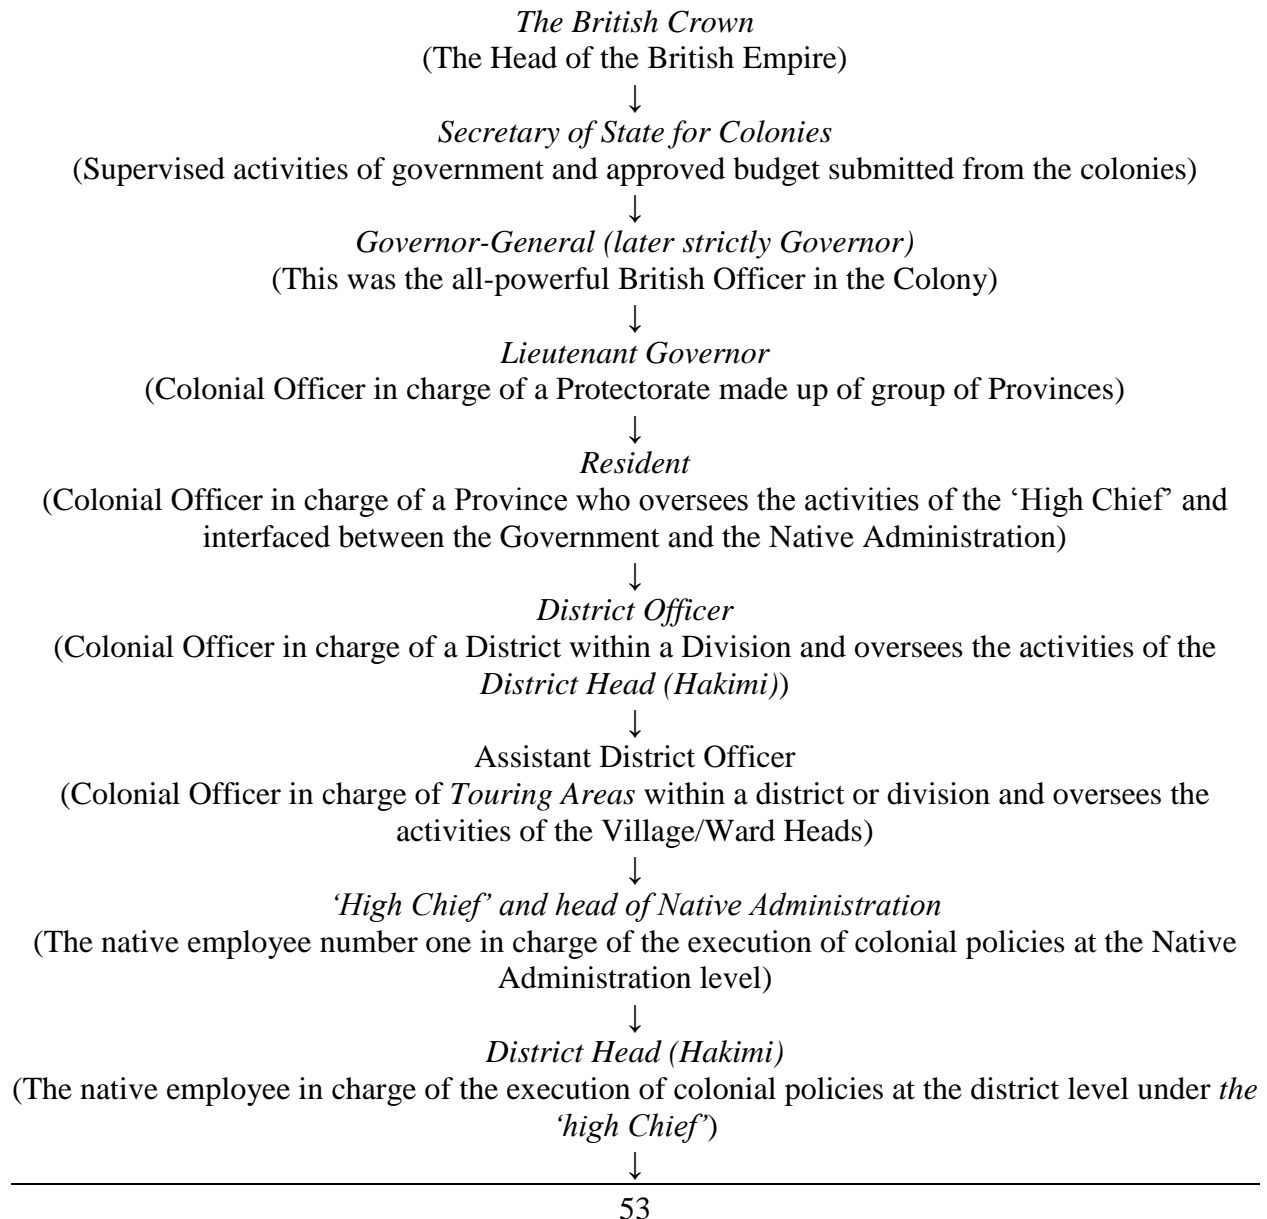 The British Crown
(The Head of the British Empire)
↓
Secretary of State for Colonies
(Supervised activities of government and approved budget submitted from the colonies)
↓
Governor-General (later strictly Governor)
(This was the all-powerful British Officer in the Colony)
↓
Lieutenant Governor
(Colonial Officer in charge of a Protectorate made up of group of Provinces)
↓
Resident
(Colonial Officer in charge of a Province who oversees the activities of the ‘High Chief’ and
interfaced between the Government and the Native Administration)
↓
District Officer
(Colonial Officer in charge of a District within a Division and oversees the activities of the
District Head (Hakimi))
↓
Assistant District Officer
(Colonial Officer in charge of Touring Areas within a district or division and oversees the
activities of the Village/Ward Heads)
↓
‘High Chief’ and head of Native Administration
(The native employee number one in charge of the execution of colonial policies at the Native
Administration level)
↓
District Head (Hakimi)
(The native employee in charge of the execution of colonial policies at the district level under the
‘high Chief’)
↓
53